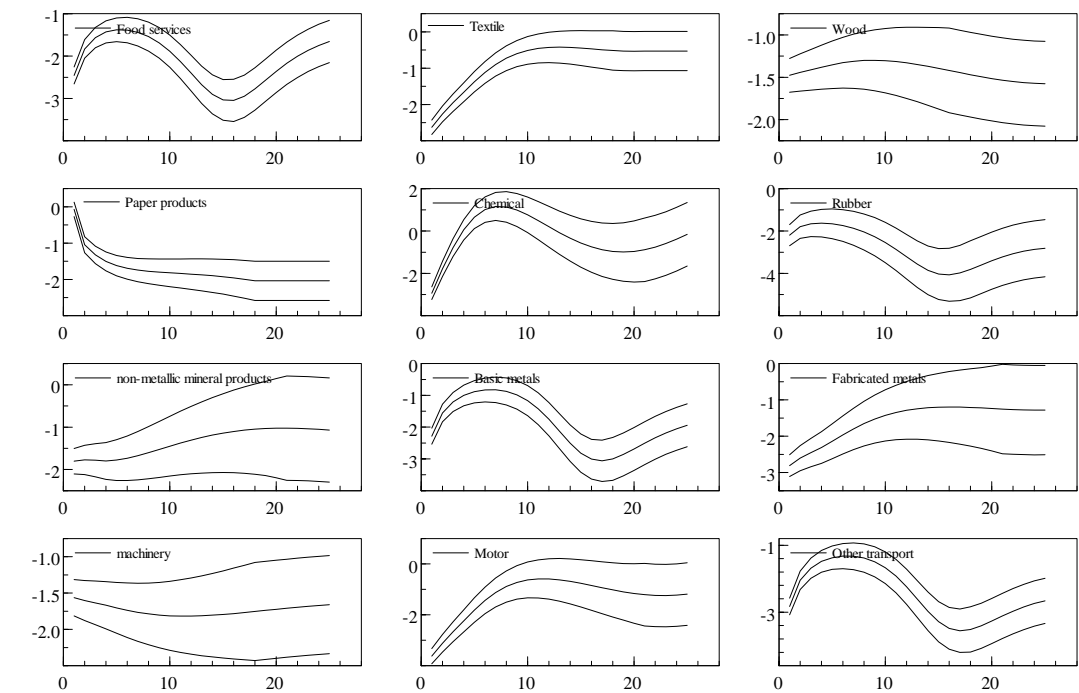 -1
Food services
-2
-3
0 10 20
0
Textile
-1
-2
0 10 20
-1.0
Wood
-1.5
-2.0
0 10 20
0
Paper products
-1
-2
0 10 20
2
Chemical
0
-2
0 10 20
0
Rubber
-2
-4
0 10 20
0
non-metallic mineral products
-1
-2
0 10 20
0
Basic metals
-1
-2
-3
0 10 20
0
Fabricated metals
-1
-2
-3
0 10 20
-1.0
machinery
-1.5
-2.0
0 10 20
0
Motor
-2
0 10 20
-1
Other transport
-3
0 10 20